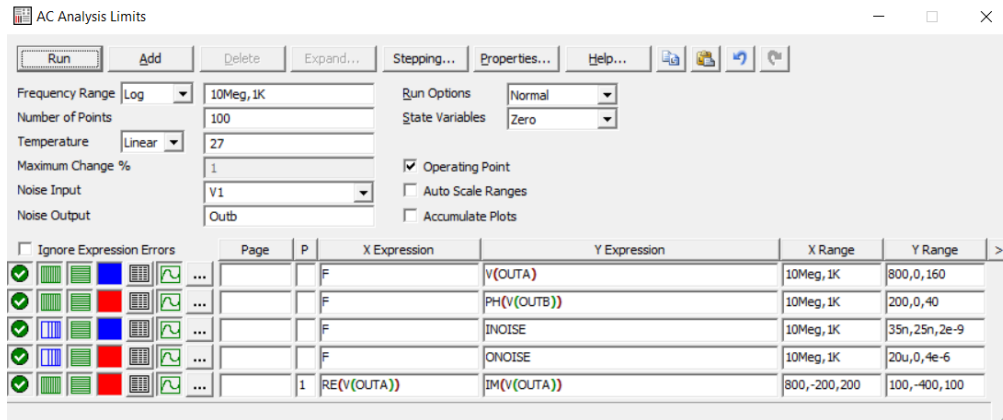 AC Analysis Limits
Run Add Delete Expand... Stepping... Properties... Help...
Frequency Range Log 10Meg,1K Run Options Normal
Number of Points 100 State Variables Zero
Temperature Linear 27
Maximum Change % 1 Operating Point
Noise Input V1 Auto Scale Ranges
Noise Output Outb Accumulate Plots
Ignore Expression Errors Page P X Expression Y Expression X Range Y Range >
... F V(OUTA) 10Meg,1K 800,0,160
... F PH(V(OUTB)) 10Meg,1K 200,0,40
... F INOISE 10Meg,1K 35n,25n,2e-9
... F ONOISE 10Meg,1K 20u,0,4e-6
... 1 RE(V(OUTA)) IM(V(OUTA)) 800,-200,200 100,-400,100